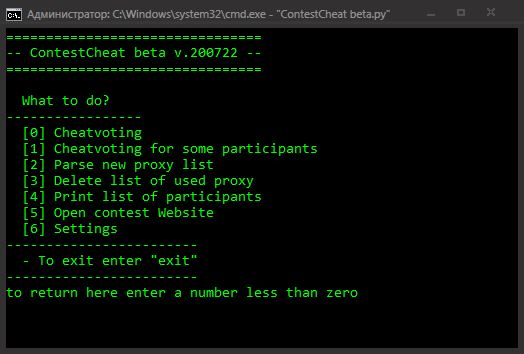 Администратор: C:\Windows\system32\cmd.exe - "ContestCheat beta.py"
================================
-- ContestCheat beta v.200722 --
================================
What to do?
-----------------
[0] Cheatvoting
[1] Cheatvoting for some participants
[2] Parse new proxy list
[3] Delete list of used proxy
[4] Print list of participants
[5] Open contest Website
[6] Settings
------------------------
- To exit enter "exit"
------------------------
to return here enter a number less than zero